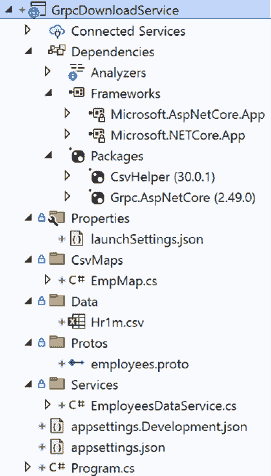 GrpcDownloadService
Connected Services
Dependencies
Analyzers
Frameworks
Microsoft.AspNetCore.App
Microsoft.NETCore.App
Packages
CsvHelper (30.0.1)
Grpc.AspNetCore (2.49.0)
Properties
launchSettings.json
CsvMaps
C# EmpMap.cs
Data
Hr1m.csv
Protos
employees.proto
Services
C# EmployeesDataService.cs
appsettings.Development.json
appsettings.json
C# Program.cs